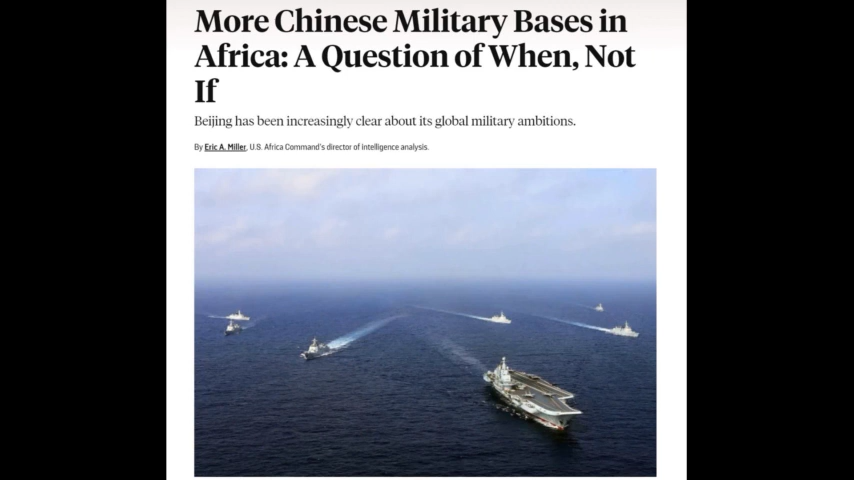 More Chinese Military Bases in
Africa: A Question of When, Not
If
Beijing has been increasingly clear about its global military ambitions.
By Eric A. Miller, U.S. Africa Command's director of intelligence analysis.